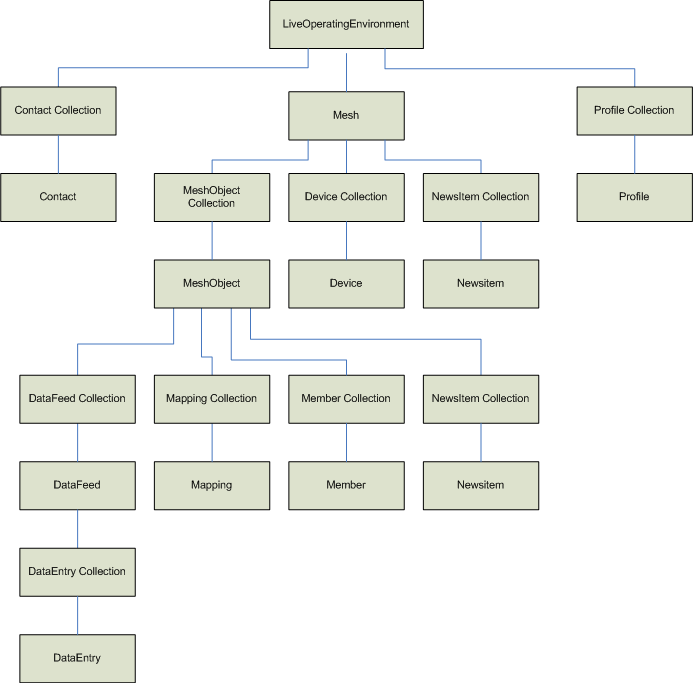 LiveOperatingEnvironment
Contact Collection
Mesh
Profile Collection
Contact
MeshObject
Collection
Device Collection
NewsItem Collection
Profile
MeshObject
Device
Newsitem
DataFeed Collection
Mapping Collection
Member Collection
NewsItem Collection
DataFeed
Mapping
Member
Newsitem
DataEntry Collection
DataEntry